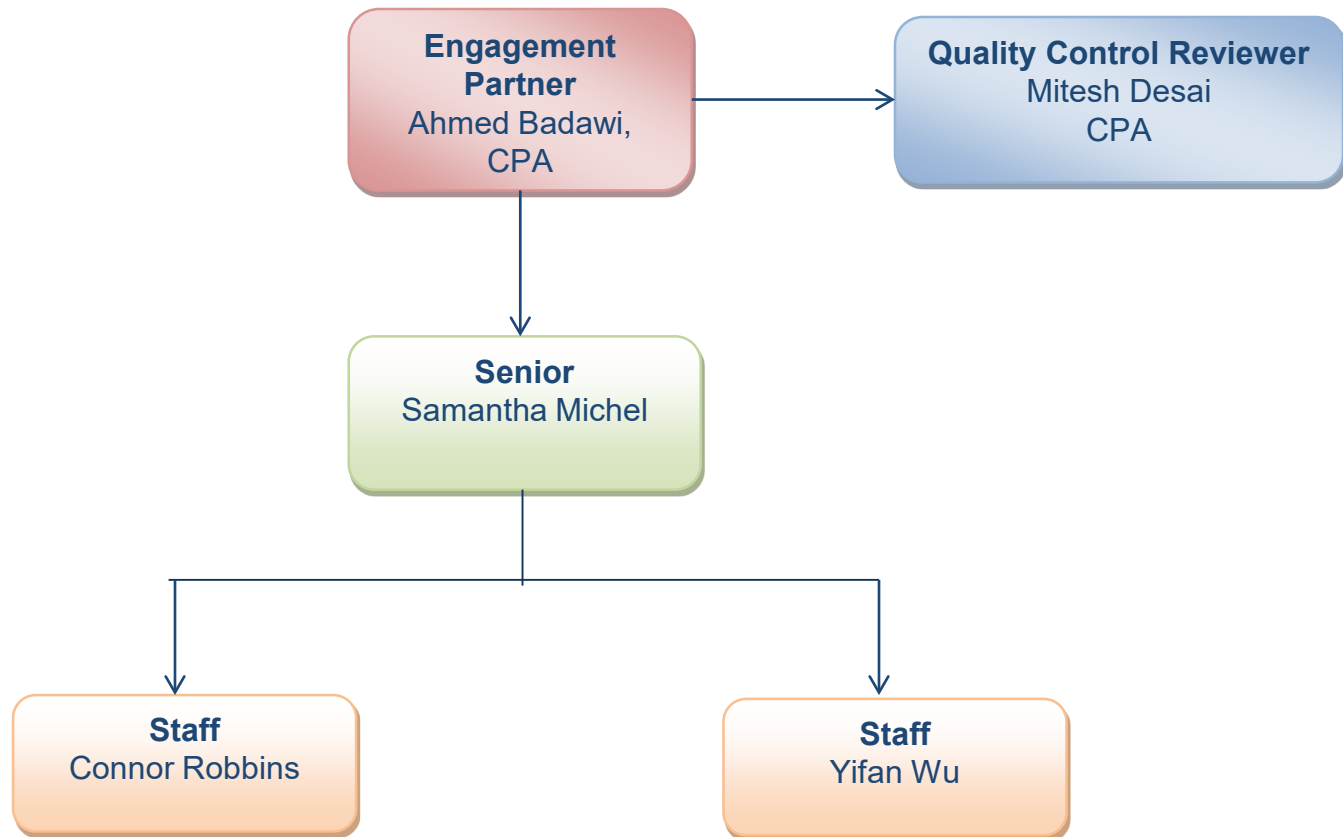 Engagement
Partner
Ahmed Badawi,
CPA
Quality Control Reviewer
Mitesh Desai
CPA
Senior
Samantha Michel
Staff
Connor Robbins
Staff
Yifan Wu